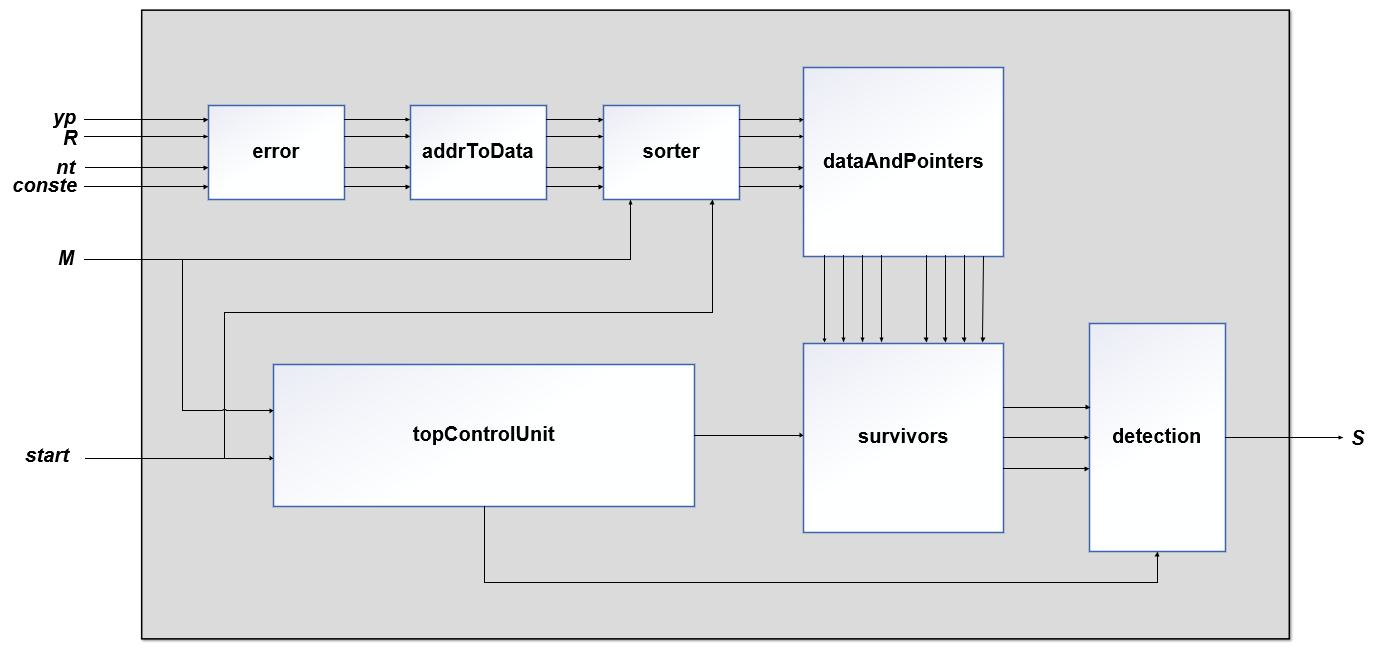 yp
R
nt
conste
M
start
error
addrToData
sorter
dataAndPointers
topControlUnit
survivors
detection
S